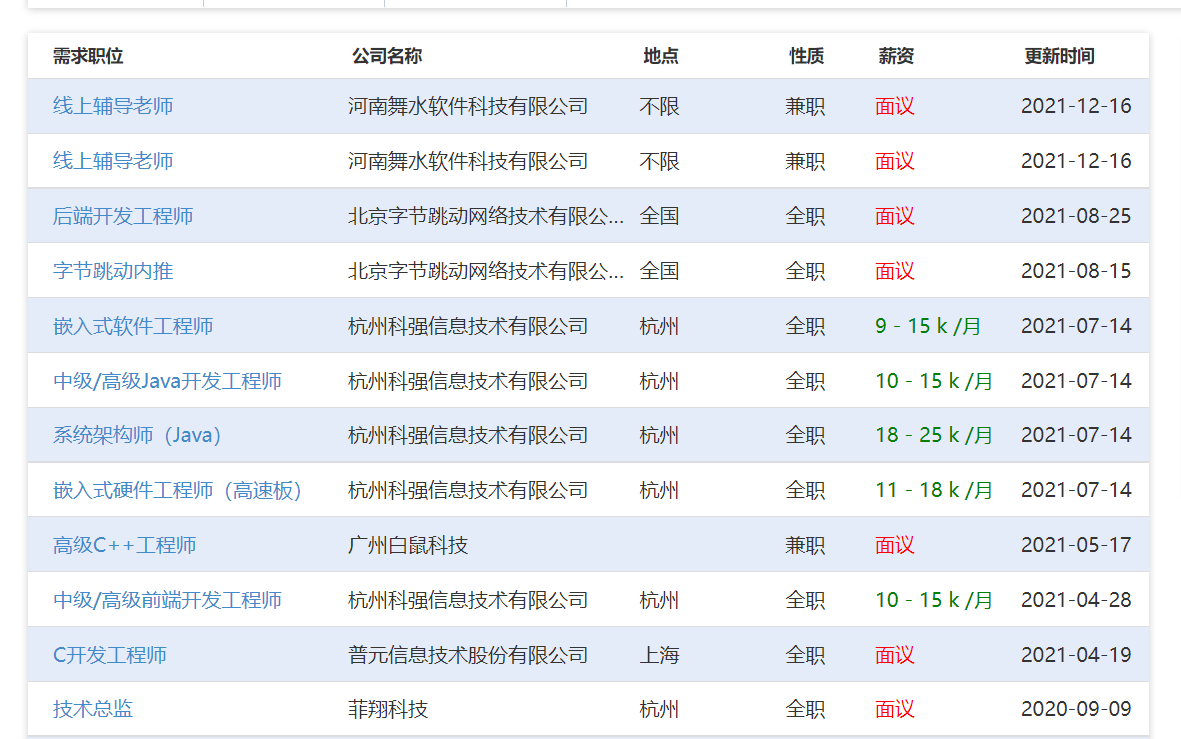 需求职位 公司名称 地点 性质 薪资 更新时间
线上辅导老师 河南舞水软件科技有限公司 不限 兼职 面议 2021-12-16
线上辅导老师 河南舞水软件科技有限公司 不限 兼职 面议 2021-12-16
后端开发工程师 北京字节跳动网络技术有限公... 全国 全职 面议 2021-08-25
字节跳动内推 北京字节跳动网络技术有限公... 全国 全职 面议 2021-08-15
嵌入式软件工程师 杭州科强信息技术有限公司 杭州 全职 9 - 15 k /月 2021-07-14
中级/高级Java开发工程师 杭州科强信息技术有限公司 杭州 全职 10 - 15 k /月 2021-07-14
系统架构师（Java） 杭州科强信息技术有限公司 杭州 全职 18 - 25 k /月 2021-07-14
嵌入式硬件工程师（高速板） 杭州科强信息技术有限公司 杭州 全职 11 - 18 k /月 2021-07-14
高级C++工程师 广州白鼠科技 兼职 面议 2021-05-17
中级/高级前端开发工程师 杭州科强信息技术有限公司 杭州 全职 10 - 15 k /月 2021-04-28
C开发工程师 普元信息技术股份有限公司 上海 全职 面议 2021-04-19
技术总监 菲翔科技 杭州 全职 面议 2020-09-09